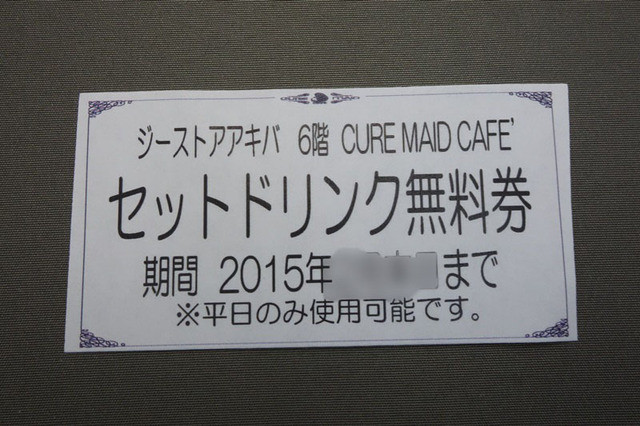 ジーストアアキバ 6階 CURE MAID CAFE'
セットドリンク無料券
期間 2015年 まで
※平日のみ使用可能です。